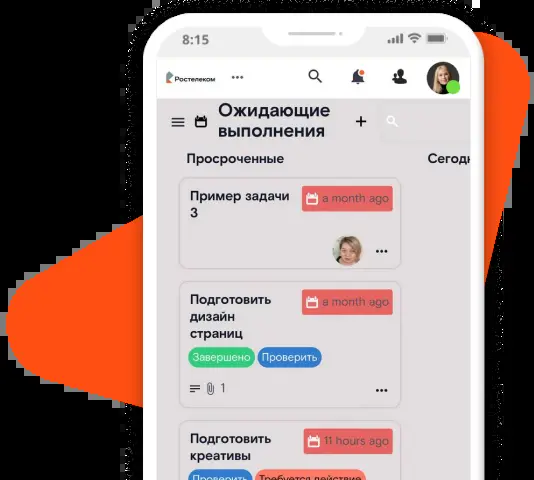 8:15
Ростелеком
Ожидающие
выполнения
Просроченные
Сегодн
Пример задачи
3
a month ago
Подготовить
дизайн
страниц
a month ago
Завершено Проверить
1
Подготовить
креативы
11 hours ago
Проверить Требуется действие